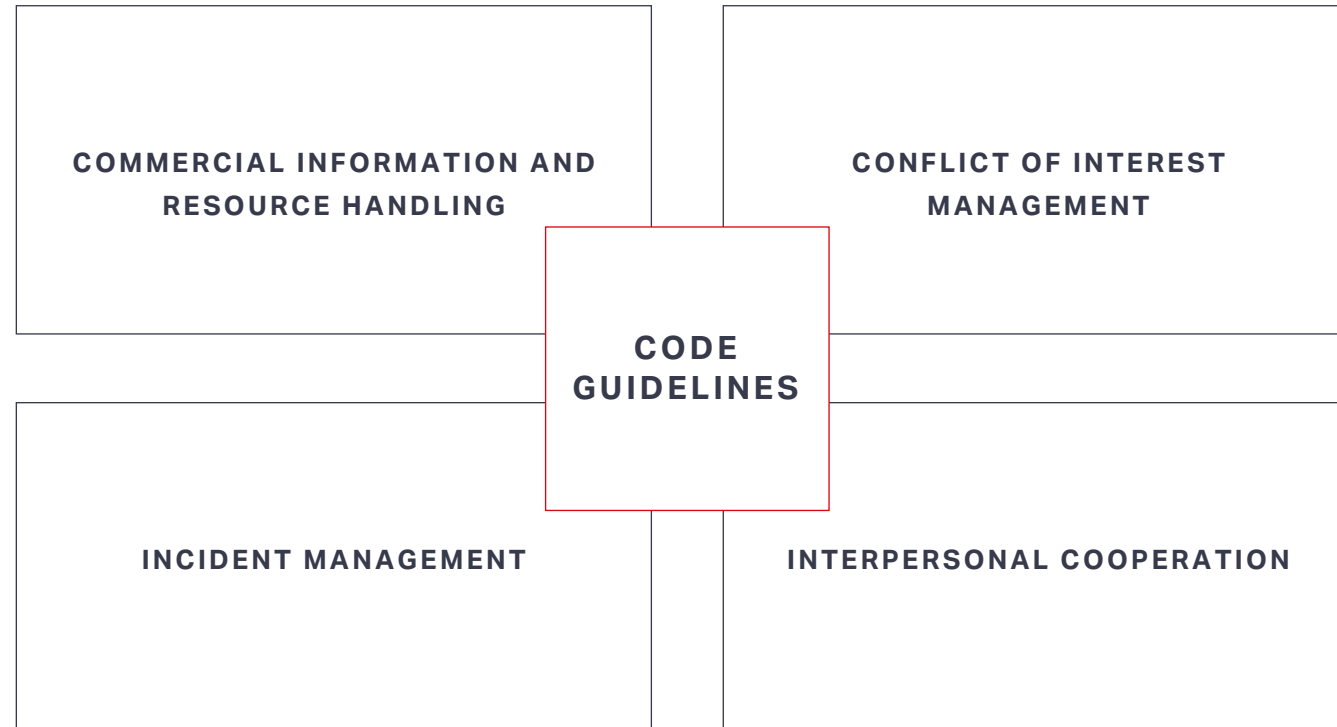 COMMERCIAL INFORMATION AND
RESOURCE HANDLING
CONFLICT OF INTEREST
MANAGEMENT
CODE
GUIDELINES
INCIDENT MANAGEMENT
INTERPERSONAL COOPERATION